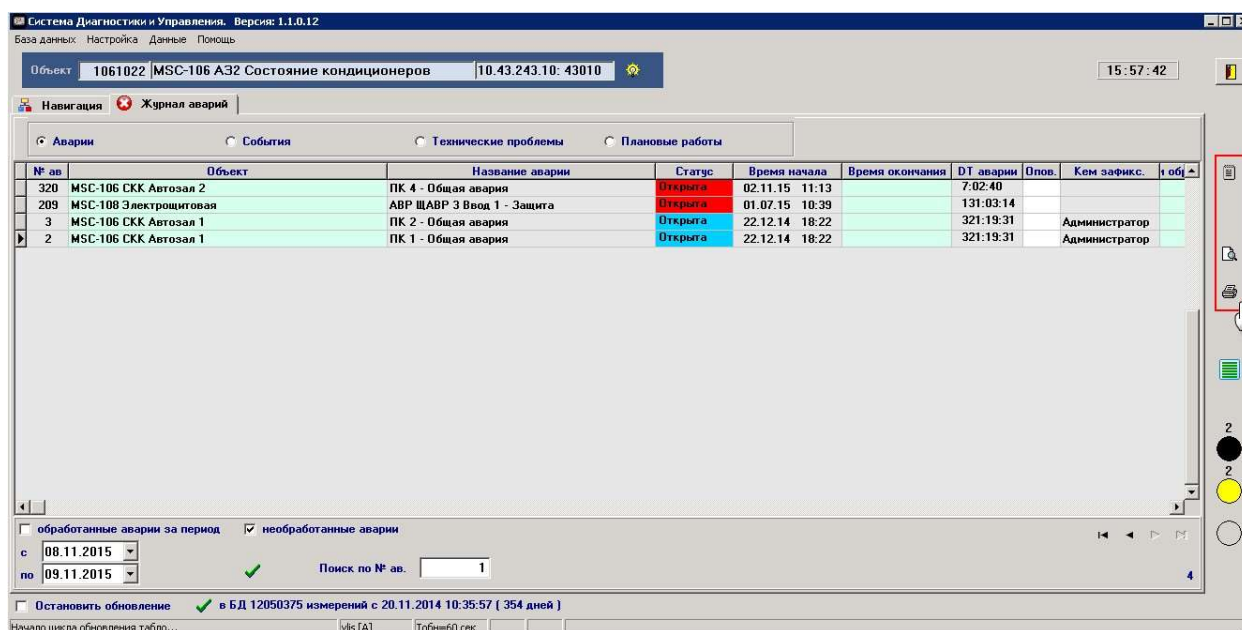 Система Диагностики и Управления. Версия: 1.1.0.12
База данных Настройка Данные Помощь
Объект 1061022 MSC-106 АЗ2 Состояние кондиционеров 10.43.243.10: 43010 15:57:42
Навигация Журнал аварий
Аварии События Технические проблемы Плановые работы
№ ав Объект Название аварии Статус Время начала Время окончания DT аварии Опов. Кем зафикс.
320 MSC-106 СКК Автозал 2 ПК 4 - Общая авария Открыта 02.11.15 11:13 7:02:40
209 MSC-108 Электрощитовая АВР ЩАВР 3 Ввод 1 - Защита Открыта 01.07.15 10:39 131:03:14
3 MSC-106 СКК Автозал 1 ПК 2 - Общая авария Открыта 22.12.14 18:22 321:19:31 Администратор
2 MSC-106 СКК Автозал 1 ПК 1 - Общая авария Открыта 22.12.14 18:22 321:19:31 Администратор
2
2
обработанные аварии за период необработанные аварии
с 08.11.2015
по 09.11.2015 Поиск по № ав. 1 4
Остановить обновление в БД 12050375 измерений с 20.11.2014 10:35:57 ( 354 дней )
Начало цикла обновления табло... vlis [A] Тобн=60 сек